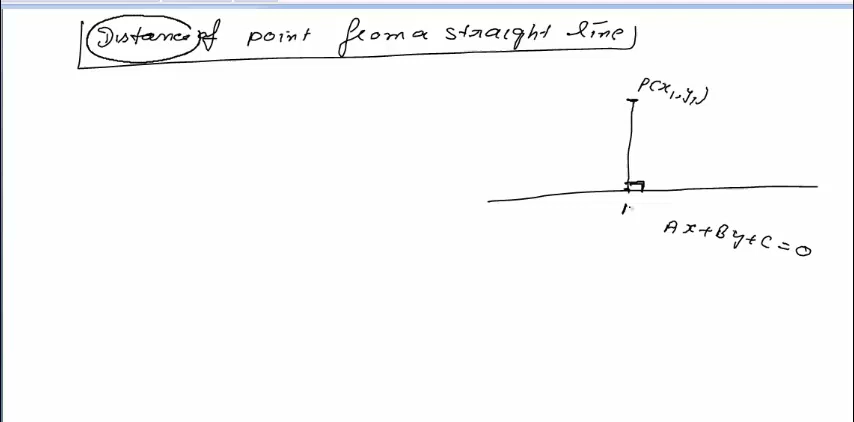 Distance of point from a straight line
P(x₁, y₁)
Ax+By+C=0